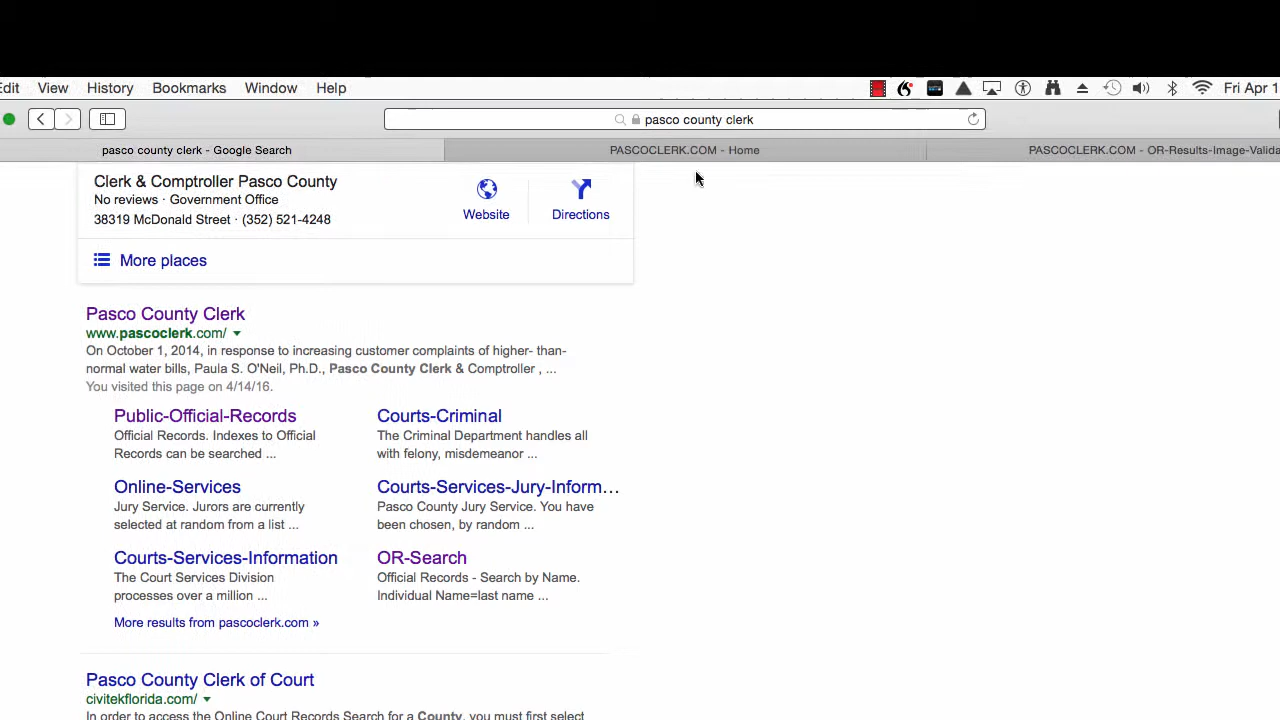 Edit View History Bookmarks Window Help Fri Apr 1
pasco county clerk
pasco county clerk - Google Search PASCOCLERK.COM - Home PASCOCLERK.COM - OR-Results-Image-Valida
Clerk & Comptroller Pasco County
No reviews · Government Office
38319 McDonald Street · (352) 521-4248
Website
Directions
More places
Pasco County Clerk
www.pascoclerk.com/
On October 1, 2014, in response to increasing customer complaints of higher- than-
normal water bills, Paula S. O'Neil, Ph.D., Pasco County Clerk & Comptroller , ...
You visited this page on 4/14/16.
Public-Official-Records
Official Records. Indexes to Official
Records can be searched ...
Courts-Criminal
The Criminal Department handles all
with felony, misdemeanor ...
Online-Services
Jury Service. Jurors are currently
selected at random from a list ...
Courts-Services-Jury-Inform...
Pasco County Jury Service. You have
been chosen, by random ...
Courts-Services-Information
The Court Services Division
processes over a million ...
OR-Search
Official Records - Search by Name.
Individual Name=last name ...
More results from pascoclerk.com »
Pasco County Clerk of Court
civitekflorida.com/
In order to access the Online Court Records Search for a County, you must first select